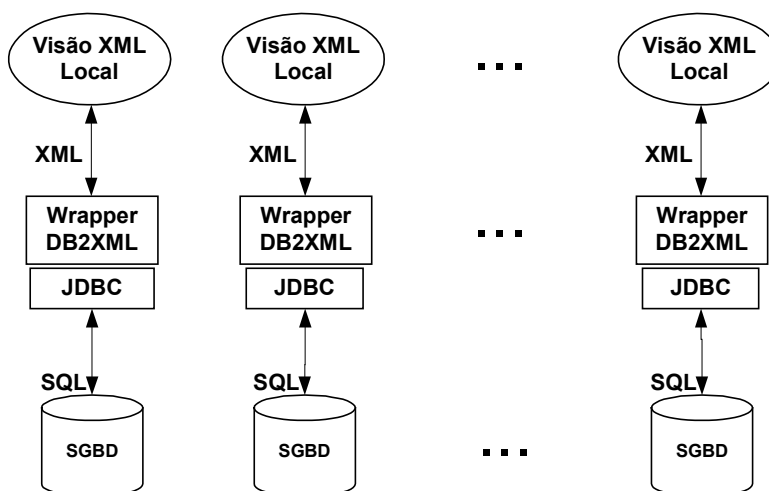 Visão XML
Local
Visão XML
Local
...
Visão XML
Local
XML
XML
XML
Wrapper
DB2XML
Wrapper
DB2XML
...
Wrapper
DB2XML
JDBC
JDBC
JDBC
SQL
SQL
SQL
SGBD
SGBD
...
SGBD